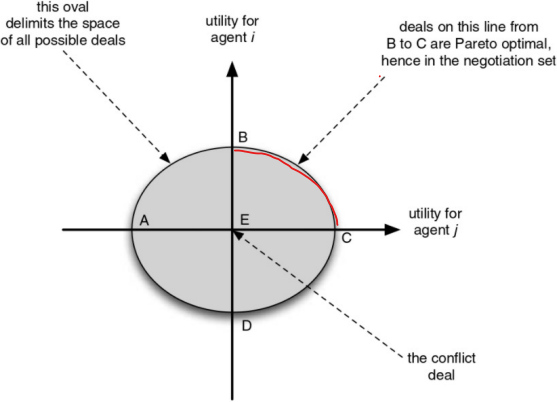 this oval
delimits the space
of all possible deals
utility for
agent i
deals on this line from
B to C are Pareto optimal,
hence in the negotiation set
B
A
E
C
utility for
agent j
D
the conflict
deal